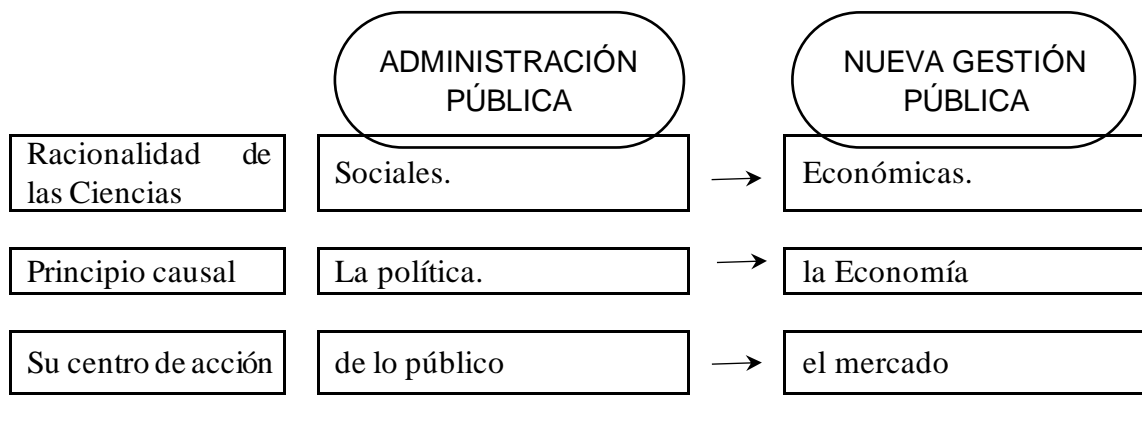 ADMINISTRACIÓN
PÚBLICA
NUEVA GESTIÓN
PÚBLICA
Racionalidad de
las Ciencias
Sociales.
Económicas.
Principio causal
La política.
la Economía
Su centro de acción
de lo público
el mercado